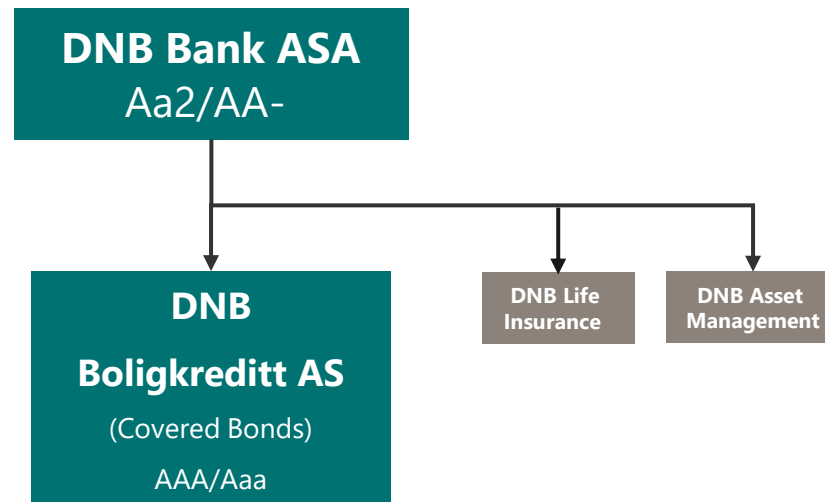 DNB Bank ASA
Aa2/AA-
DNB
Boligkreditt AS
(Covered Bonds)
AAA/Aaa
DNB Life
Insurance
DNB Asset
Management